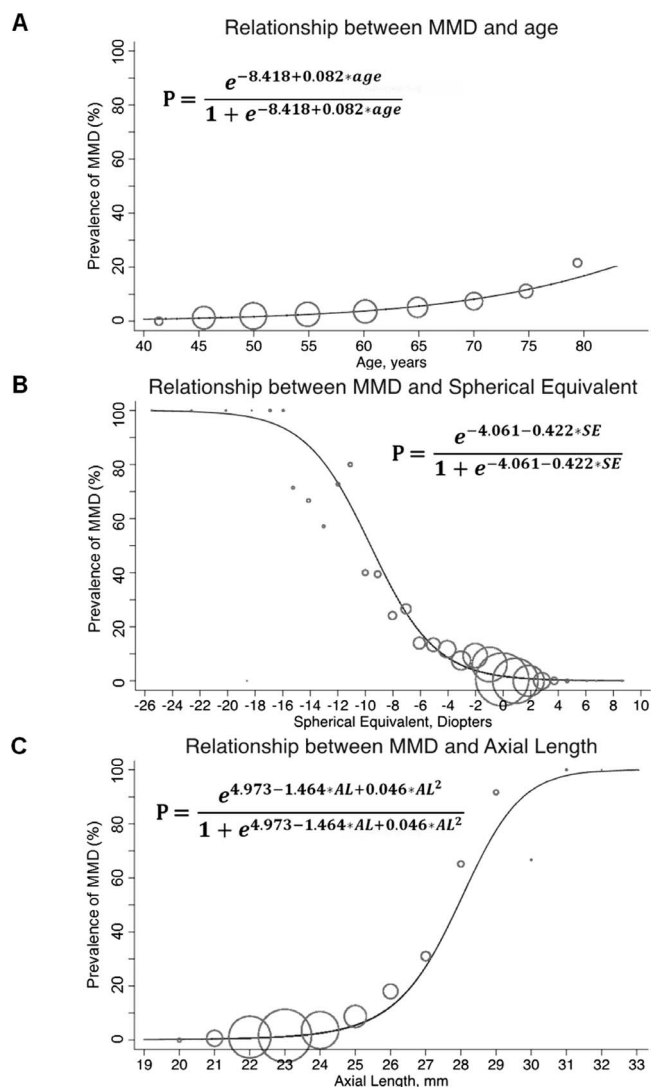 A
Relationship between MMD and age
Prevalence of MMD (%)
0 20 40 60 80 100
P = e^{-8.418+0.082*age} / 1 + e^{-8.418+0.082*age}
40 45 50 55 60 65 70 75 80
Age, years
B
Relationship between MMD and Spherical Equivalent
Prevalence of MMD (%)
0 20 40 60 80 100
P = e^{-4.061-0.422*SE} / 1 + e^{-4.061-0.422*SE}
-26 -24 -22 -20 -18 -16 -14 -12 -10 -8 -6 -4 -2 0 2 4 6 8 10
Spherical Equivalent, Diopters
C
Relationship between MMD and Axial Length
Prevalence of MMD (%)
0 20 40 60 80 100
P = e^{4.973-1.464*AL+0.046*AL^2} / 1 + e^{4.973-1.464*AL+0.046*AL^2}
19 20 21 22 23 24 25 26 27 28 29 30 31 32 33
Axial Length, mm